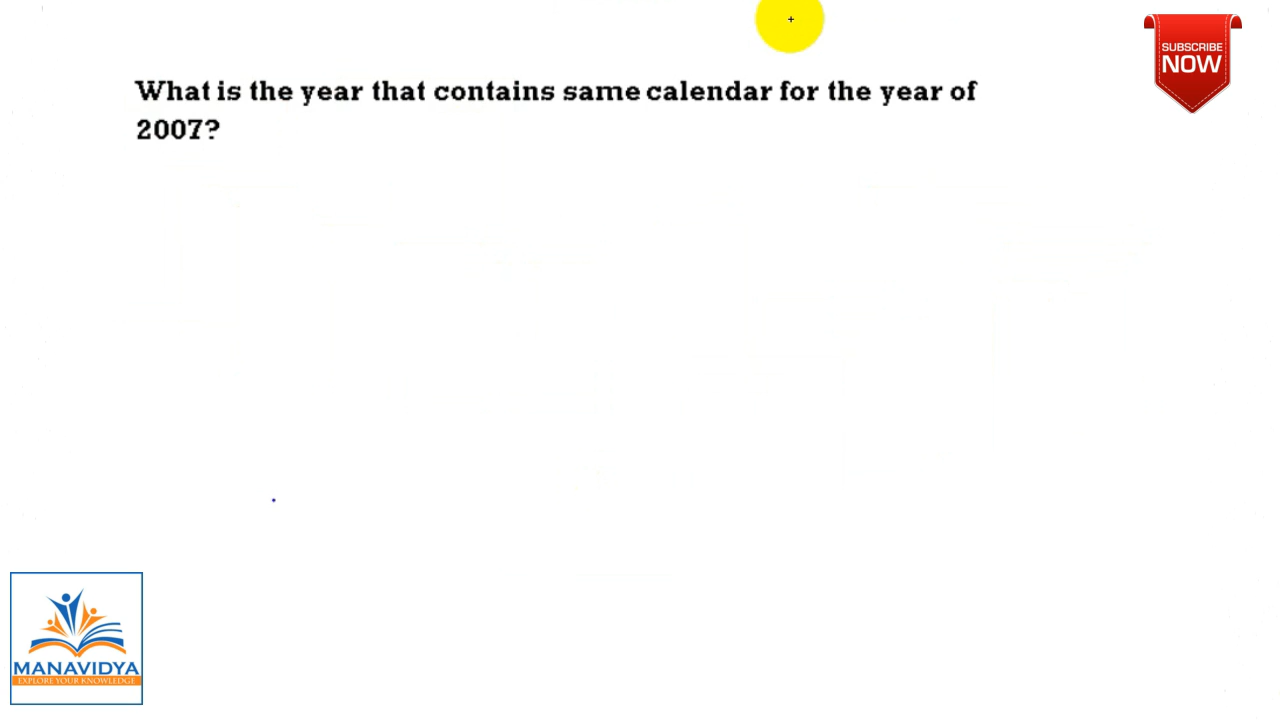 SUBSCRIBE
NOW
What is the year that contains same calendar for the year of
2007?
MANAVIDYA
EXPLORE YOUR KNOWLEDGE